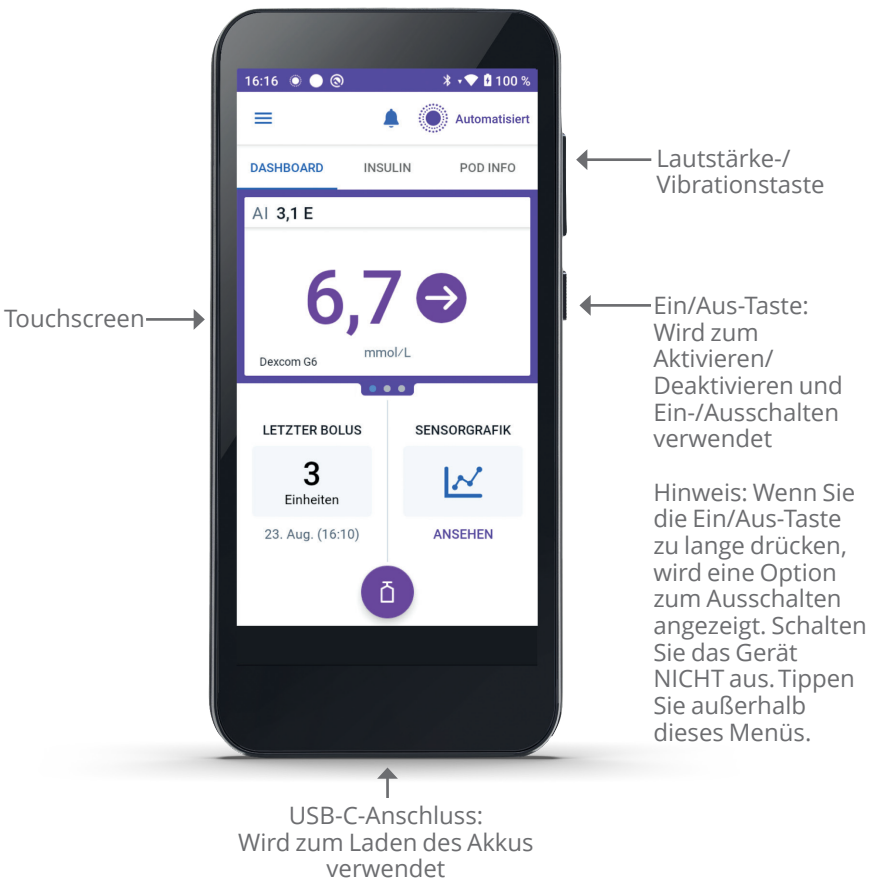 16:16
100 %
Automatisiert
DASHBOARD INSULIN POD INFO
AI 3,1 E
6,7
mmol/L
Dexcom G6
LETZTER BOLUS
3
Einheiten
23. Aug. (16:10)
SENSORGRAFIK
ANSEHEN
Touchscreen
Lautstärke-/
Vibrationstaste
Ein/Aus-Taste:
Wird zum
Aktivieren/
Deaktivieren und
Ein-/Ausschalten
verwendet
Hinweis: Wenn Sie
die Ein/Aus-Taste
zu lange drücken,
wird eine Option
zum Ausschalten
angezeigt. Schalten
Sie das Gerät
NICHT aus. Tippen
Sie außerhalb
dieses Menüs.
USB-C-Anschluss:
Wird zum Laden des Akkus
verwendet